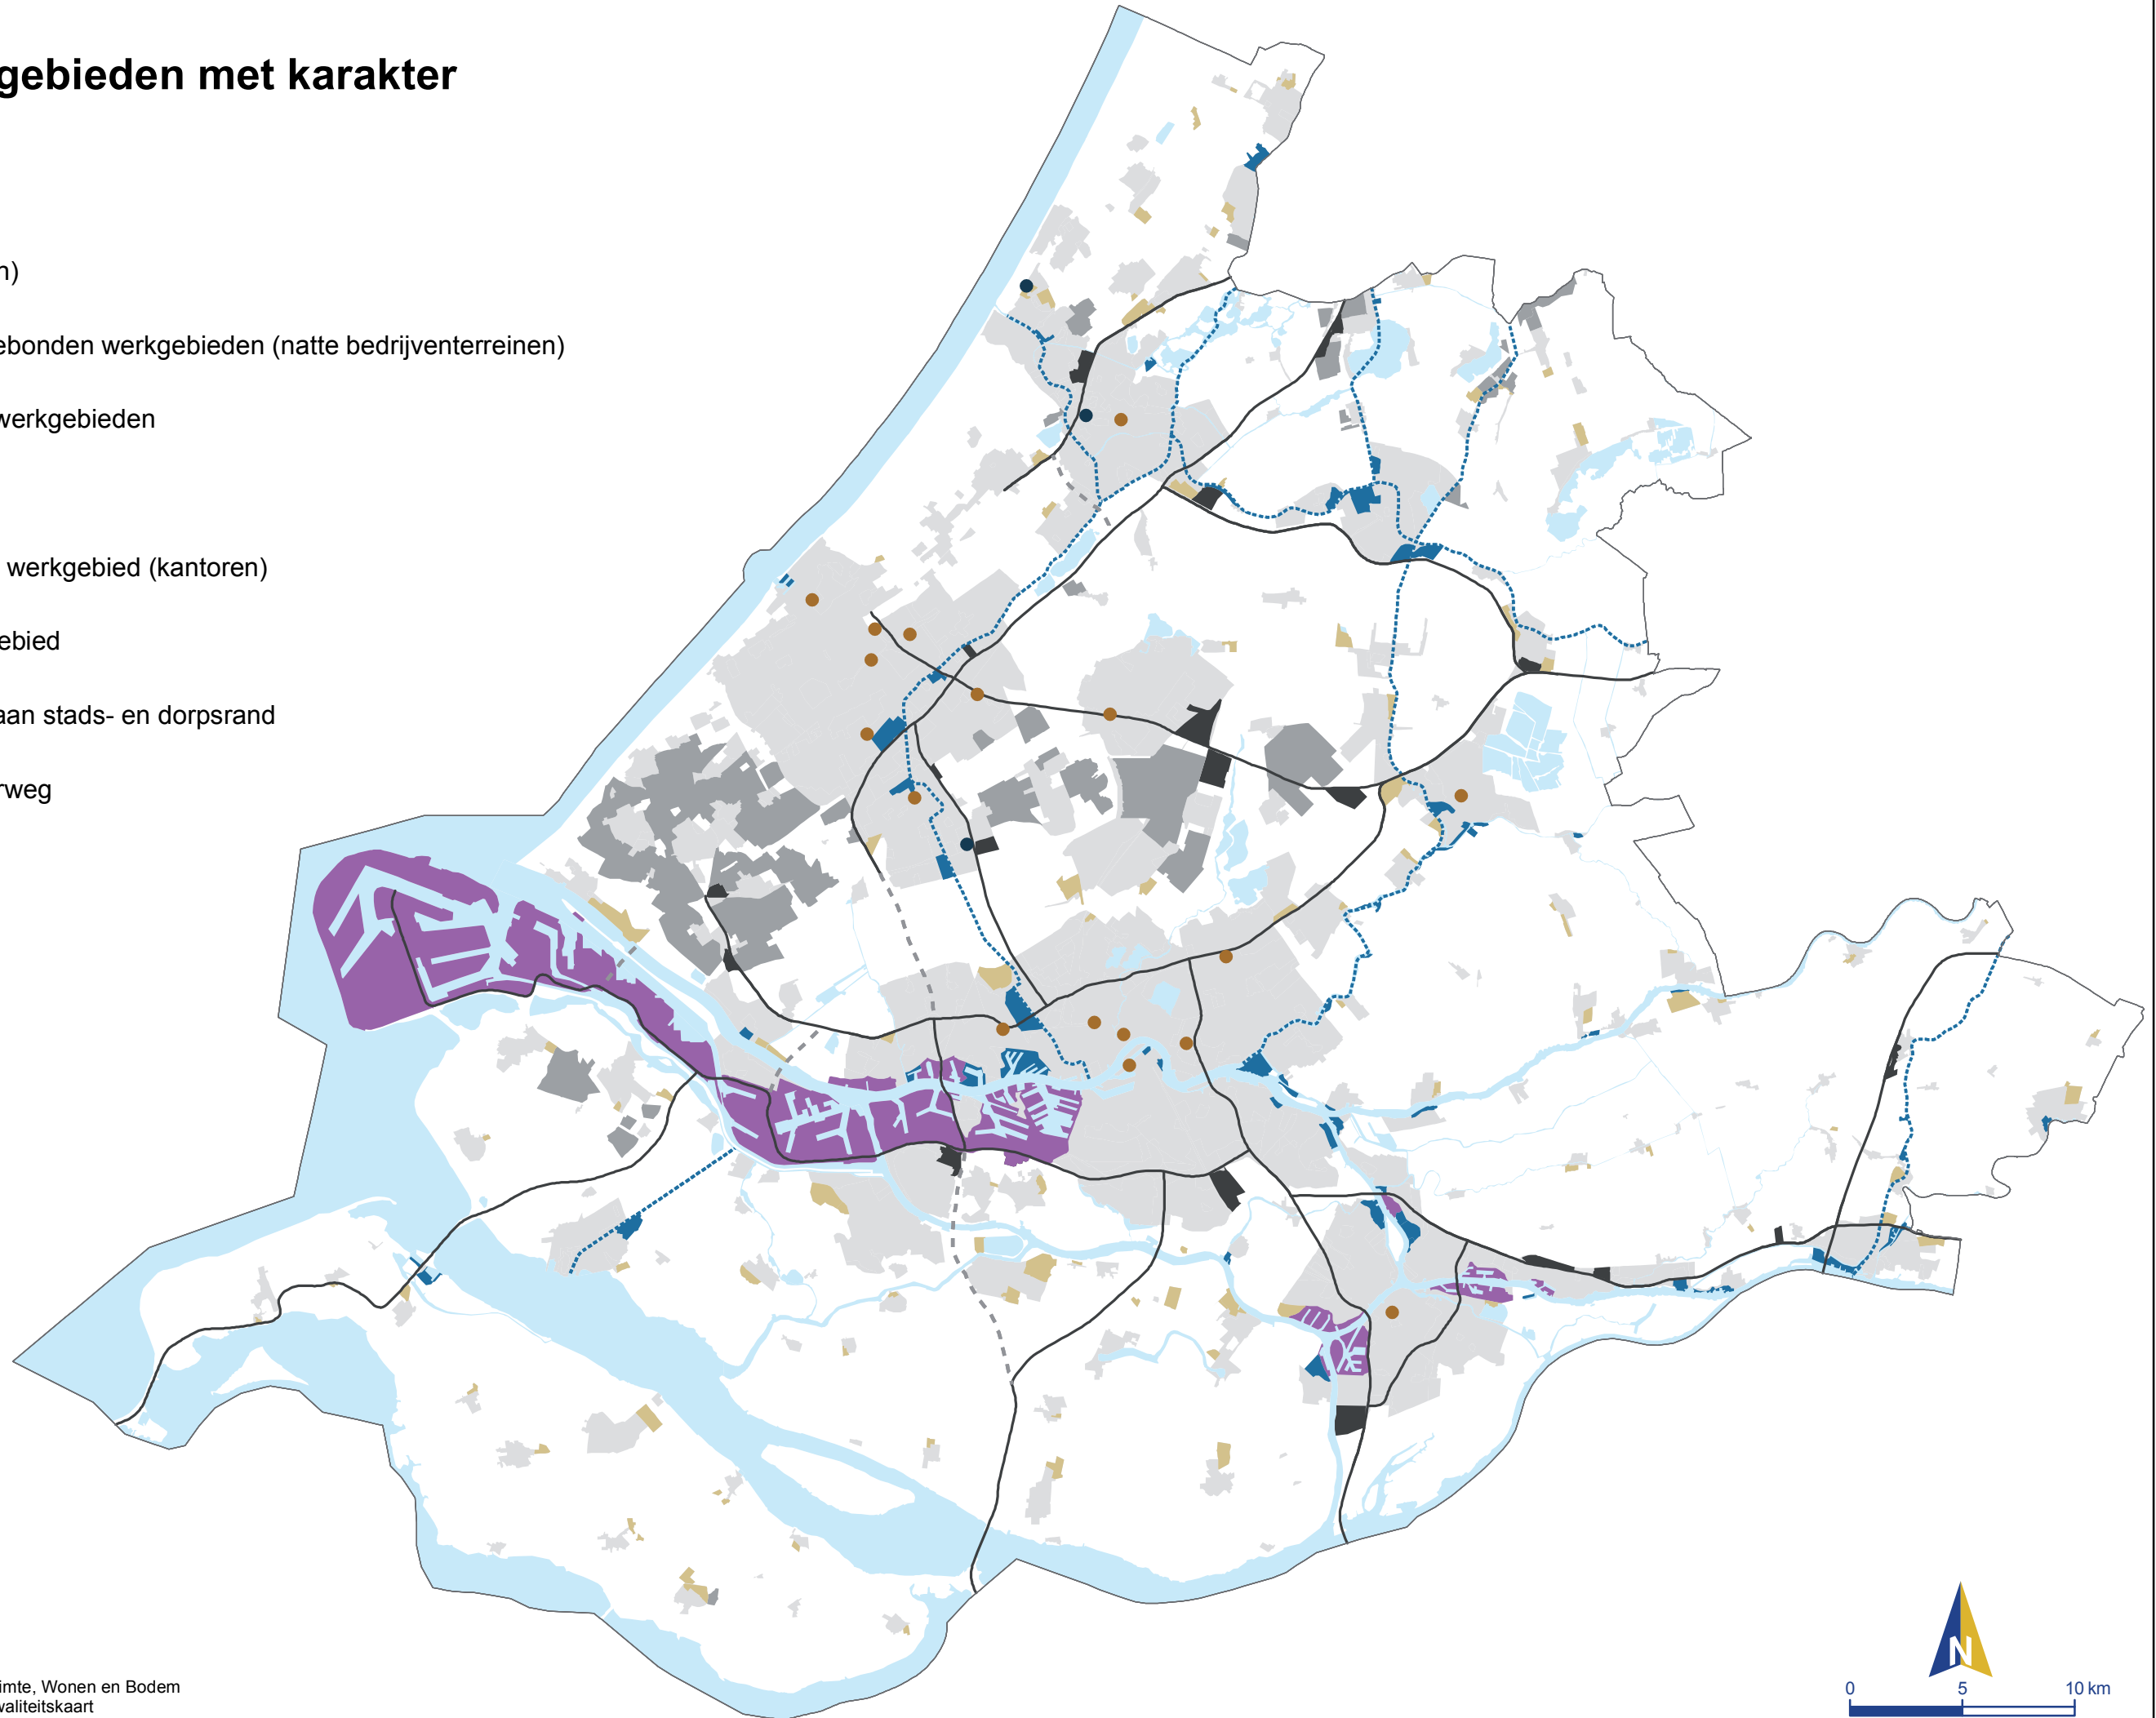 gebieden met karakter
n)
ebonden werkgebieden (natte bedrijventerreinen)
werkgebieden
werkgebied (kantoren)
ebied
aan stads- en dorpsrand
rweg
imte, Wonen en Bodem
waliteitskaart
N
0 5 10 km